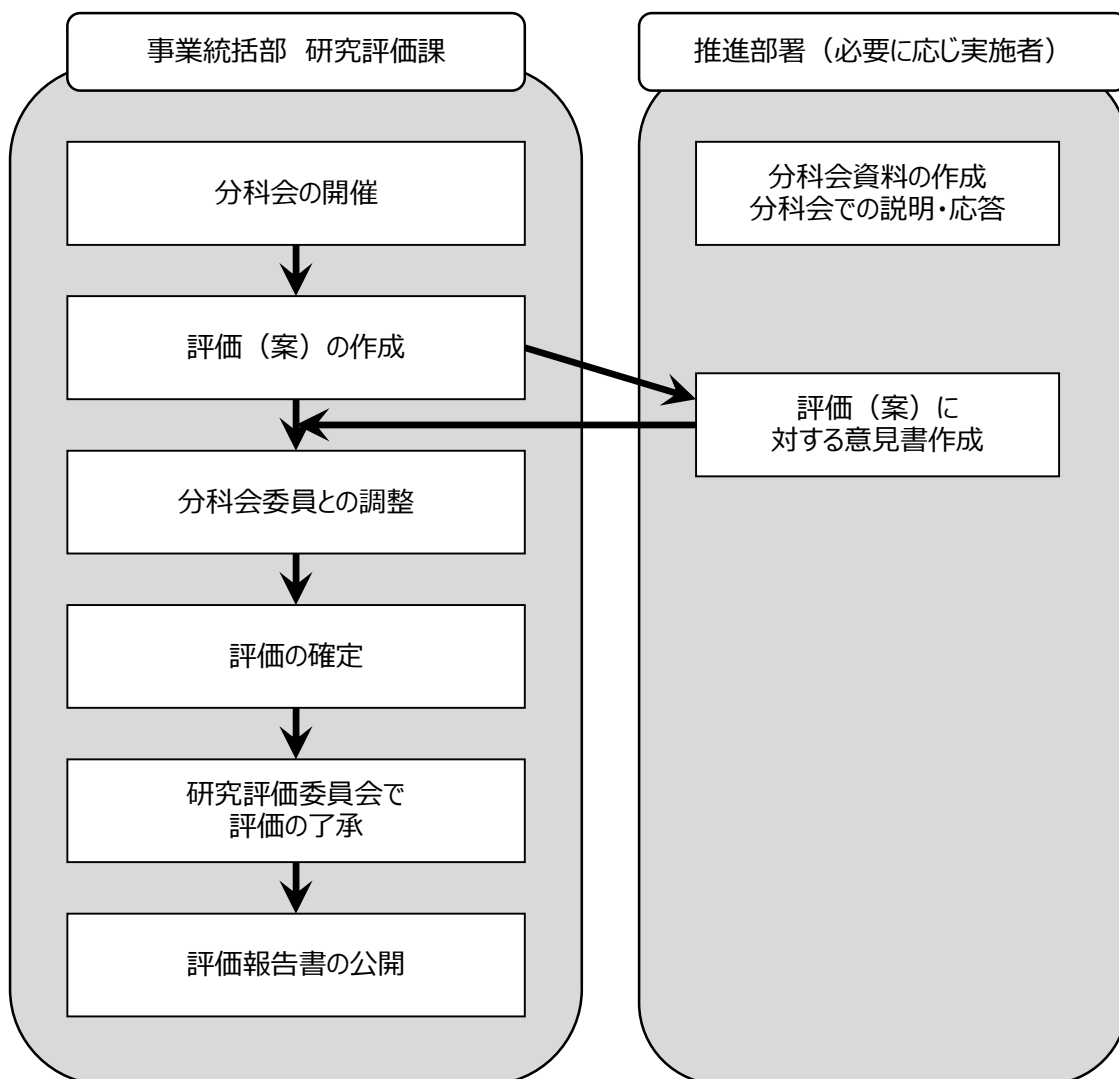 事業統括部 研究評価課
推進部署（必要に応じ実施者）
分科会の開催
分科会資料の作成
分科会での説明・応答
評価（案）の作成
評価（案）に
対する意見書作成
分科会委員との調整
評価の確定
研究評価委員会で
評価の了承
評価報告書の公開